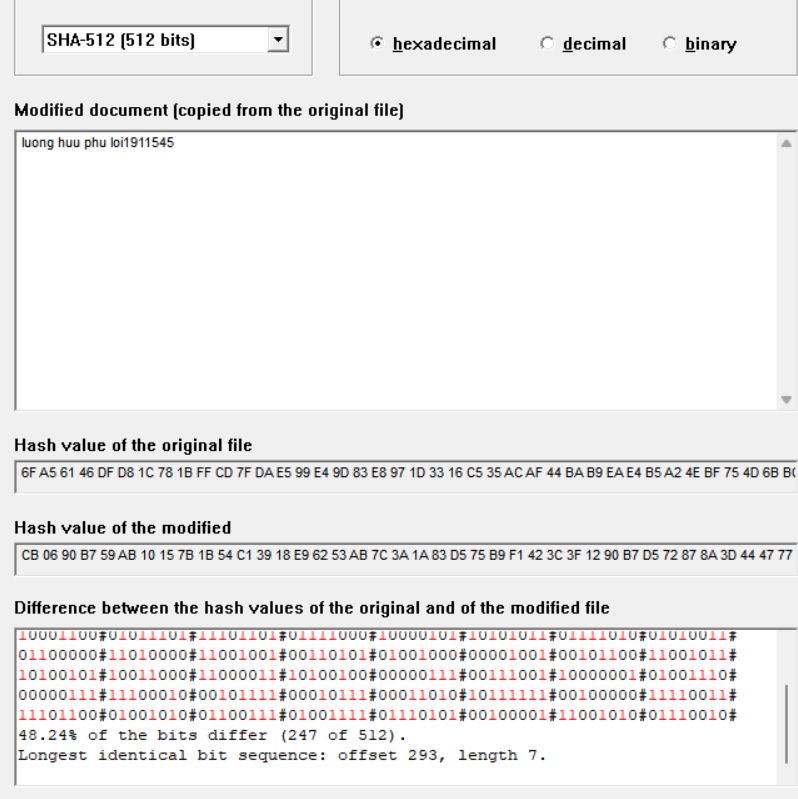 SHA-512 (512 bits)
hexadecimal decimal binary
Modified document (copied from the original file)
luong huu phu loi1911545
Hash value of the original file
6F A5 61 46 DF D8 1C 78 1B FF CD 7F DA E5 99 E4 9D 83 E8 97 1D 33 16 C5 35 AC AF 44 BA B9 EA E4 B5 A2 4E BF 75 4D 6B
Hash value of the modified
CB 06 90 B7 59 AB 10 15 7B 1B 54 C1 39 18 E9 62 53 AB 7C 3A 1A 83 D5 75 B9 F1 42 3C 3F 12 90 B7 D5 72 87 8A 3D 44 47 77
Difference between the hash values of the original and of the modified file
10001100#01011101#11101101#01111000#10000101#10101011#01111010#01010011#
01100000#11010000#11001001#00110101#01001000#00001001#00101100#11001011#
10100101#10011000#11000011#10100100#00000111#00111001#10000001#01001110#
00000111#11100010#00101111#00010111#00011010#10111111#00100000#11110011#
11101100#01001010#01100111#01001111#01110101#00100001#11001010#01110010#
48.24% of the bits differ (247 of 512).
Longest identical bit sequence: offset 293, length 7.